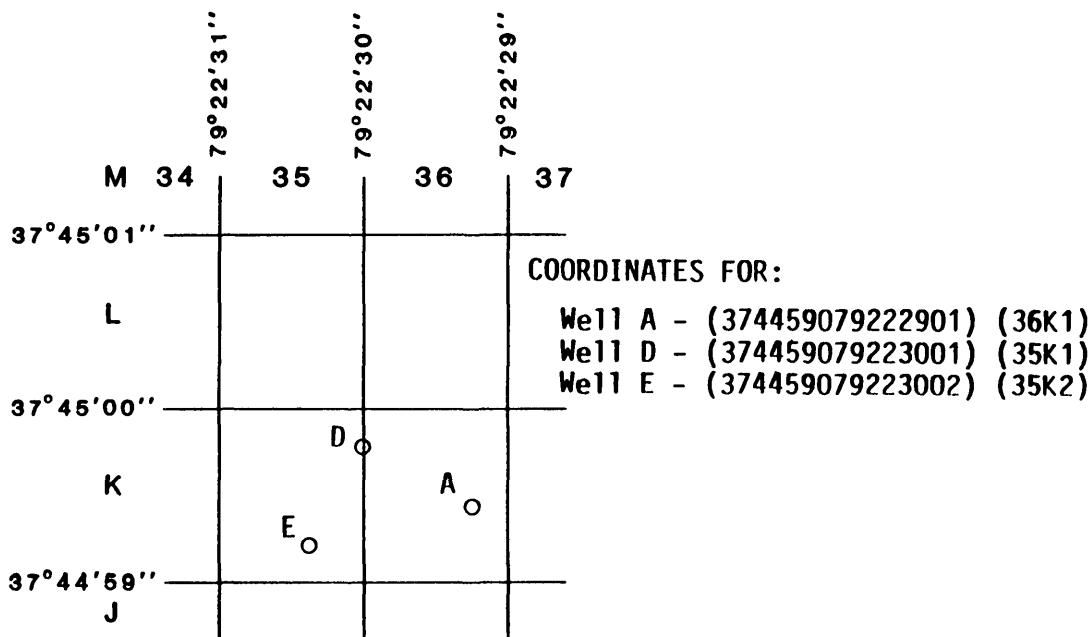 79°22'31''
79°22'30''
79°22'29''
M 34 35 36 37
37°45'01''
COORDINATES FOR:
L
Well A - (374459079222901) (36K1)
Well D - (374459079223001) (35K1)
Well E - (374459079223002) (35K2)
37°45'00''
D
K
A
E
37°44'59''
J